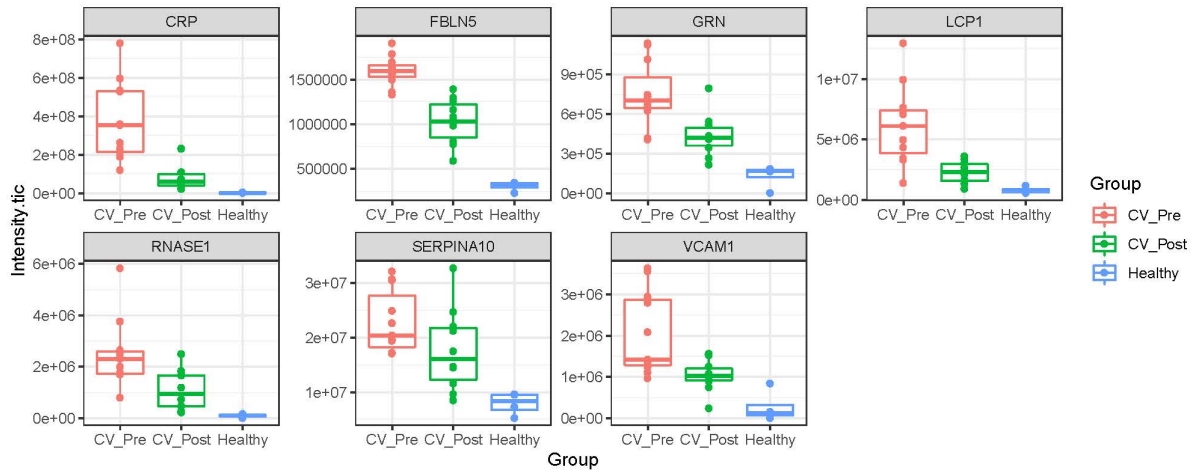 CRP
FBLN5
GRN
LCP1
8e+08
6e+08
4e+08
2e+08
0e+00
1500000
1000000
500000
9e+05
6e+05
3e+05
0e+00
1e+07
5e+06
0e+00
CV_Pre CV_Post Healthy
CV_Pre CV_Post Healthy
CV_Pre CV_Post Healthy
CV_Pre CV_Post Healthy
Intensity.tic
RNASE1
SERPINA10
VCAM1
6e+06
4e+06
2e+06
0e+00
3e+07
2e+07
1e+07
3e+06
2e+06
1e+06
0e+00
CV_Pre CV_Post Healthy
CV_Pre CV_Post Healthy
CV_Pre CV_Post Healthy
Group
Group
CV_Pre
CV_Post
Healthy